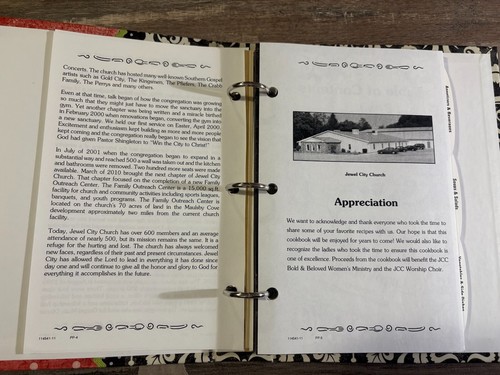 Concerts. The church has hosted many well-known Southern Gospel
artists such as Gold City, The Kingsmen, The Pfeifers, The Crabb
Family, The Perrys and many others.
Even at that time, talk began of how the congregation was growing
so much that they might just have to move the sanctuary into the
gym. Yet another chapter was being written and a miracle birthed
in February 2000 when renovations began, converting the gym into
a new sanctuary. We held our first service on Easter, April 2000.
Excitement and enthusiasm kept building as more and more people
kept coming and the congregation really began to see the vision that
God had given Pastor Shingleton to: "Win the City to Christ!"
In July of 2001 when the congregation began to expand in a
substantial way and reached 500 a wall was taken out and the kitchen
and bathrooms were removed. Two hundred more seats were made
available. March of 2010 brought the next chapter of Jewel City
Church. That chapter focused on the completion of a new Family
Outreach Center. The Family Outreach Center is a 15,000 sq.ft.
facility for church and community activities including sports leagues,
banquets, and youth programs. The Family Outreach Center is
located on the church's 70 acres of land in the Maulsby Cove
development approximately two miles from the current church
facility.
Today, Jewel City Church has over 600 members and an average
attendance of nearly 500, but its mission remains the same. It is a
refuge for the hurting and lost. The church has always welcomed
new faces, regardless of their past and present circumstances. Jewel
City has allowed the Lord to lead in everything it has done since
day one and will continue to give all the honor and glory to God for
everything it accomplishes in the future.
116641-11 PP-4
Jewel City Church
Appreciation
We want to acknowledge and thank everyone who took the time to
share some of your favorite recipes with us. Our hope is that this
cookbook will be enjoyed for years to come! We would also like to
recognize the ladies who took the time to ensure this cookbook is
one of excellence. Proceeds from the cookbook will benefit the JCC
Bold & Beloved Women's Ministry and the JCC Worship Choir.
116641-11
Appetizers & Beverages
Soups & Salads
Vegetables & Side Dishes